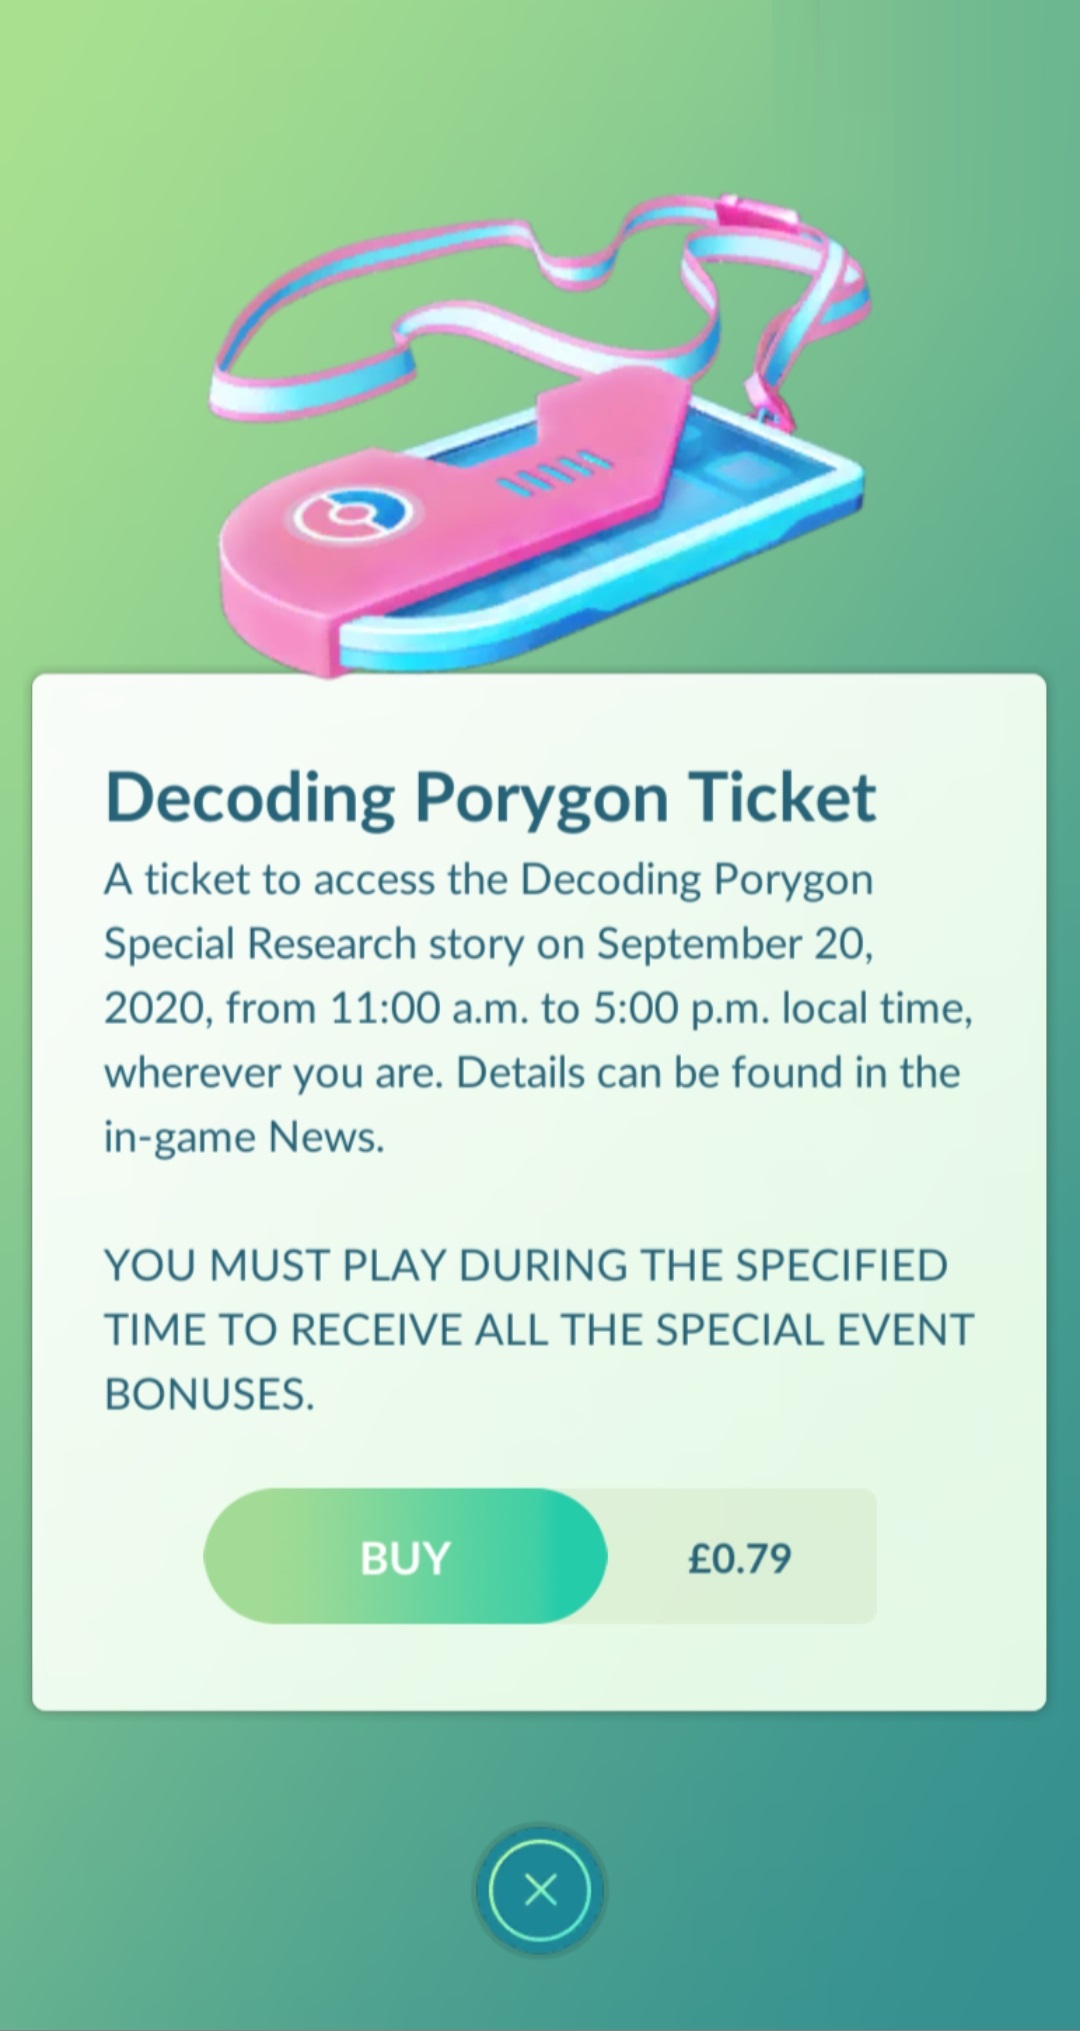 Decoding Porygon Ticket
A ticket to access the Decoding Porygon
Special Research story on September 20,
2020, from 11:00 a.m. to 5:00 p.m. local time,
wherever you are. Details can be found in the
in-game News.
YOU MUST PLAY DURING THE SPECIFIED
TIME TO RECEIVE ALL THE SPECIAL EVENT
BONUSES.
BUY £0.79